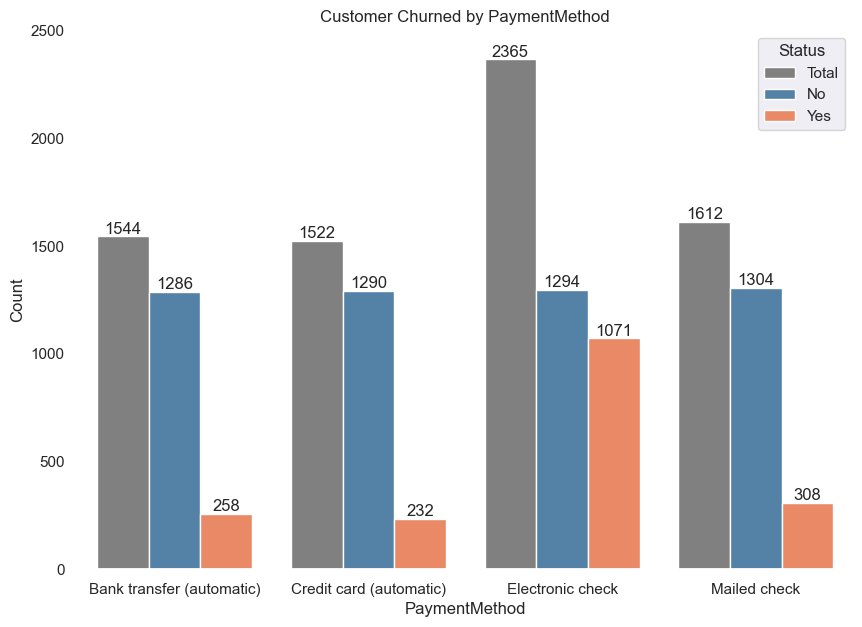 Customer Churned by PaymentMethod
Status
Total
No
Yes
Count
2500
2000
1500
1000
500
0
1544
1286
258
1522
1290
232
2365
1294
1071
1612
1304
308
Bank transfer (automatic)
Credit card (automatic)
Electronic check
Mailed check
PaymentMethod